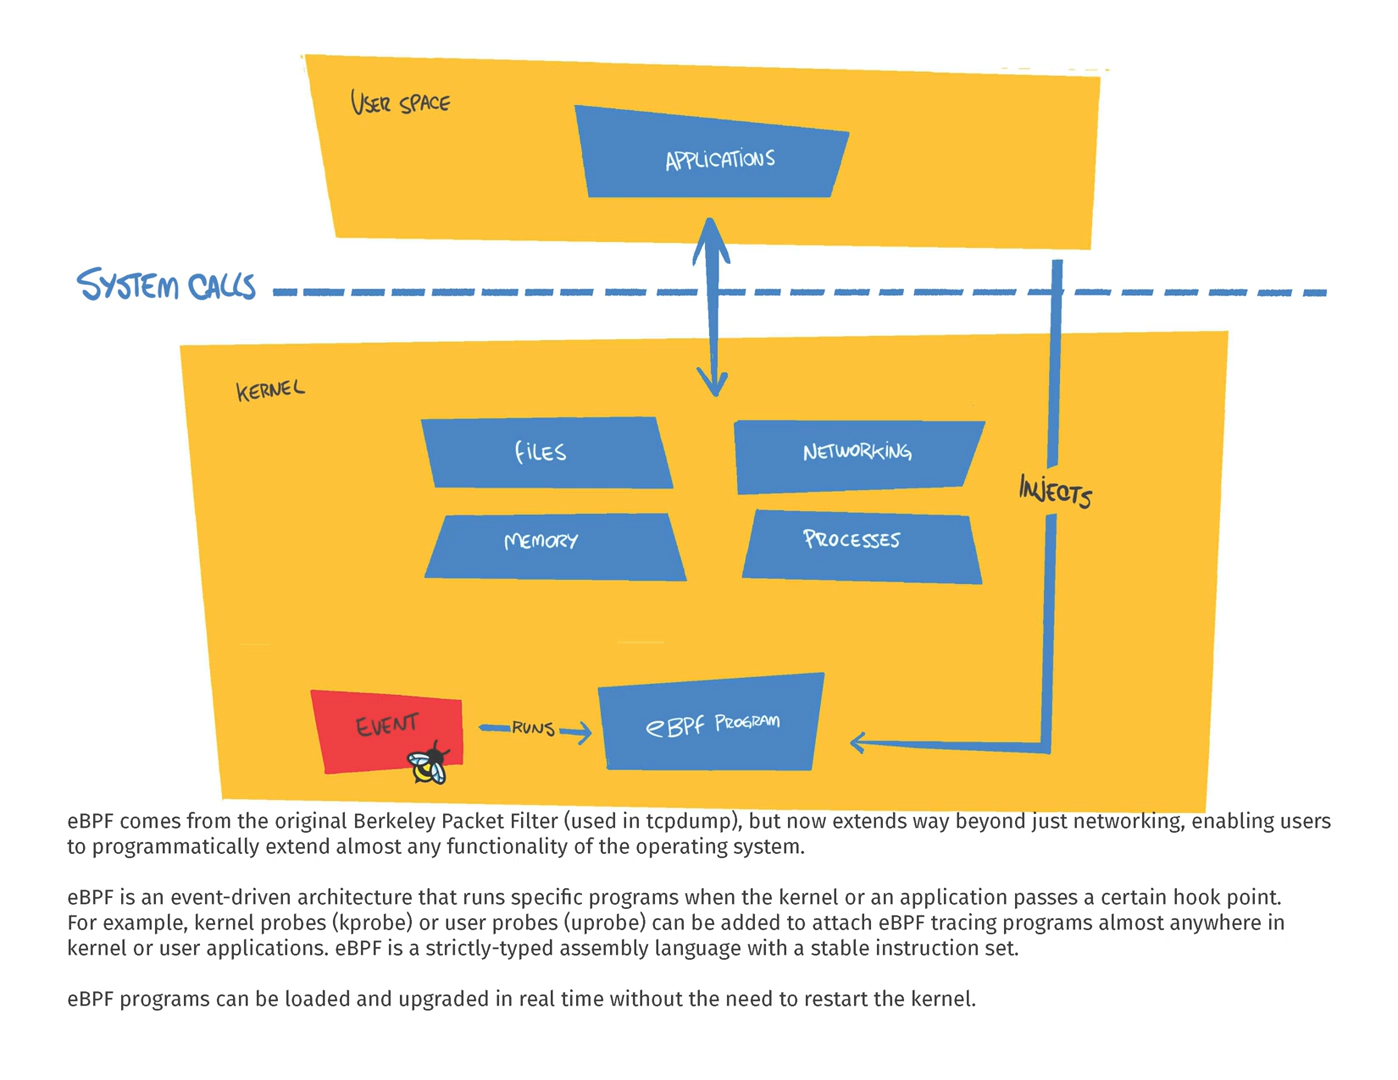 USER SPACE
APPLICATIONS
SYSTEM CALLS
KERNEL
FILES
NETWORKING
INJECTS
MEMORY
PROCESSES
EVENT
RUNS
eBPF PROGRAM
eBPF comes from the original Berkeley Packet Filter (used in tcpdump), but now extends way beyond just networking, enabling users
to programmatically extend almost any functionality of the operating system.
eBPF is an event-driven architecture that runs specific programs when the kernel or an application passes a certain hook point.
For example, kernel probes (kprobe) or user probes (uprobe) can be added to attach eBPF tracing programs almost anywhere in
kernel or user applications. eBPF is a strictly-typed assembly language with a stable instruction set.
eBPF programs can be loaded and upgraded in real time without the need to restart the kernel.